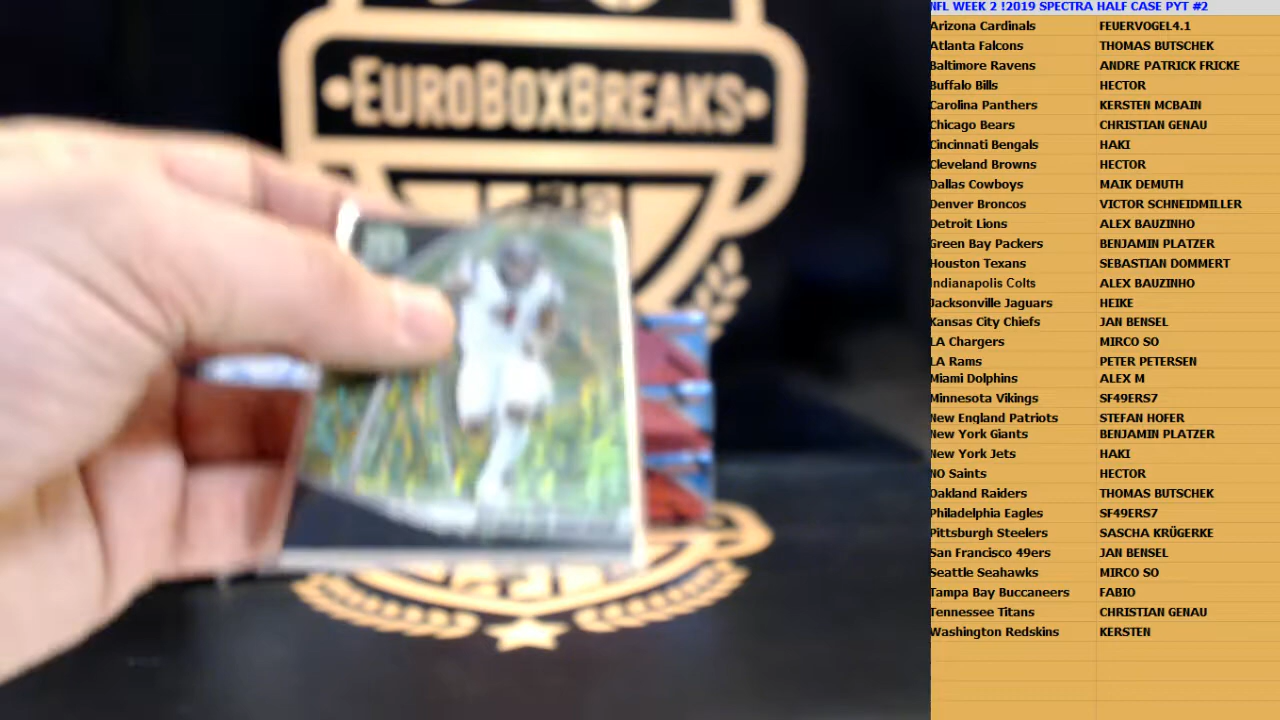 •EUROBOXBREAKS•
NFL WEEK 2 !2019 SPECTRA HALF CASE PYT #2
Arizona Cardinals FEUERVOGEL4.1
Atlanta Falcons THOMAS BUTSCHEK
Baltimore Ravens ANDRE PATRICK FRICKE
Buffalo Bills HECTOR
Carolina Panthers KERSTEN MCBAIN
Chicago Bears CHRISTIAN GENAU
Cincinnati Bengals HAKI
Cleveland Browns HECTOR
Dallas Cowboys MAIK DEMUTH
Denver Broncos VICTOR SCHNEIDMILLER
Detroit Lions ALEX BAUZINHO
Green Bay Packers BENJAMIN PLATZER
Houston Texans SEBASTIAN DOMMERT
Indianapolis Colts ALEX BAUZINHO
Jacksonville Jaguars HEIKE
Kansas City Chiefs JAN BENSEL
LA Chargers MIRCO SO
LA Rams PETER PETERSEN
Miami Dolphins ALEX M
Minnesota Vikings SF49ERS7
New England Patriots STEFAN HOFER
New York Giants BENJAMIN PLATZER
New York Jets HAKI
NO Saints HECTOR
Oakland Raiders THOMAS BUTSCHEK
Philadelphia Eagles SF49ERS7
Pittsburgh Steelers SASCHA KRÜGERKE
San Francisco 49ers JAN BENSEL
Seattle Seahawks MIRCO SO
Tampa Bay Buccaneers FABIO
Tennessee Titans CHRISTIAN GENAU
Washington Redskins KERSTEN